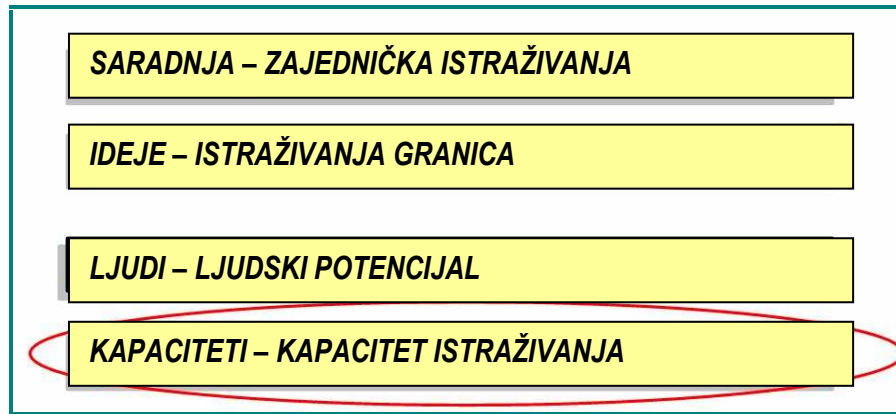 SARADNJA – ZAJEDNIČKA ISTRAŽIVANJA
IDEJE – ISTRAŽIVANJA GRANICA
LJUDI – LJUDSKI POTENCIJAL
KAPACITETI – KAPACITET ISTRAŽIVANJA